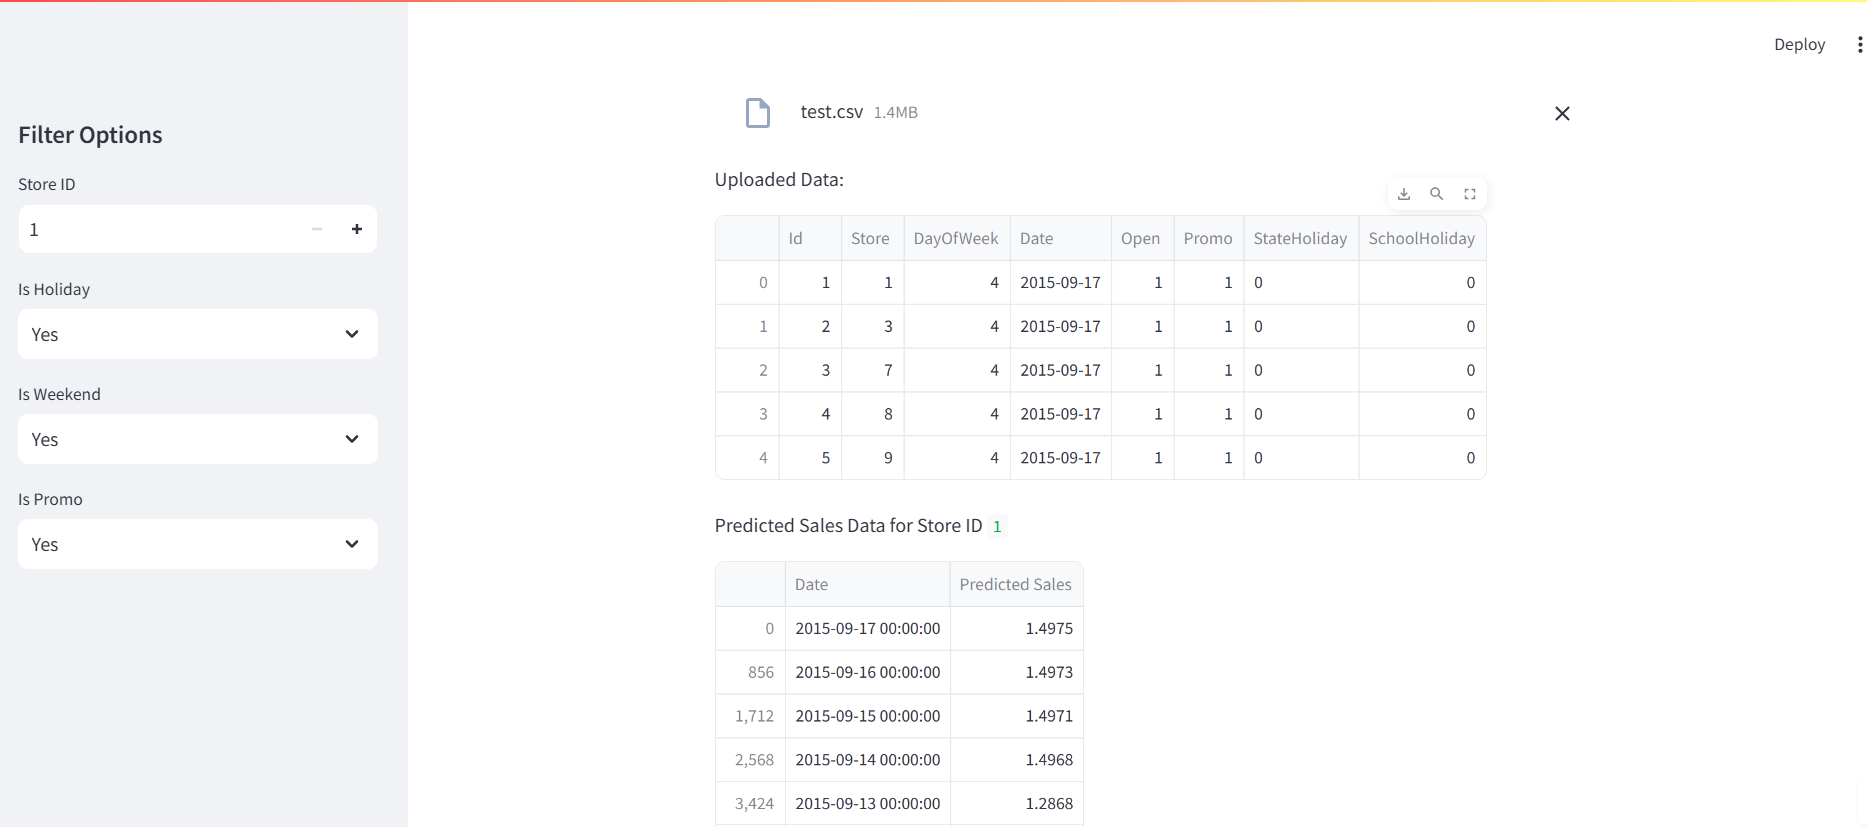 Deploy
Filter Options
Store ID
1
Is Holiday
Yes
Is Weekend
Yes
Is Promo
Yes
test.csv 1.4MB
Uploaded Data:
Id Store DayOfWeek Date Open Promo StateHoliday SchoolHoliday
0 1 1 4 2015-09-17 1 1 0 0
1 2 3 4 2015-09-17 1 1 0 0
2 3 7 4 2015-09-17 1 1 0 0
3 4 8 4 2015-09-17 1 1 0 0
4 5 9 4 2015-09-17 1 1 0 0
Predicted Sales Data for Store ID 1
Date Predicted Sales
0 2015-09-17 00:00:00 1.4975
856 2015-09-16 00:00:00 1.4973
1,712 2015-09-15 00:00:00 1.4971
2,568 2015-09-14 00:00:00 1.4968
3,424 2015-09-13 00:00:00 1.2868